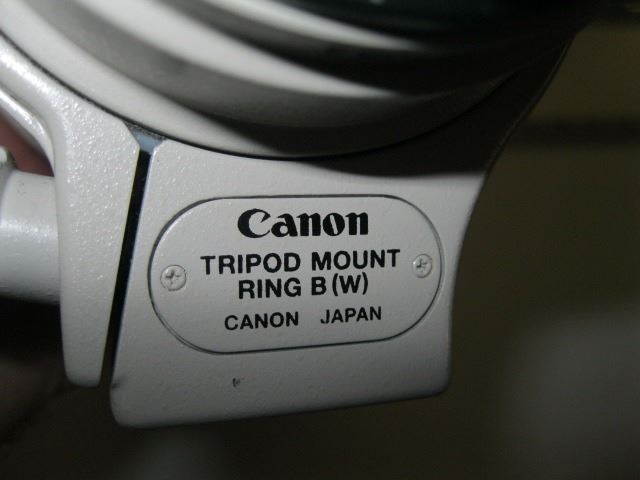 Canon
TRIPOD MOUNT
RING B (W)
CANON JAPAN